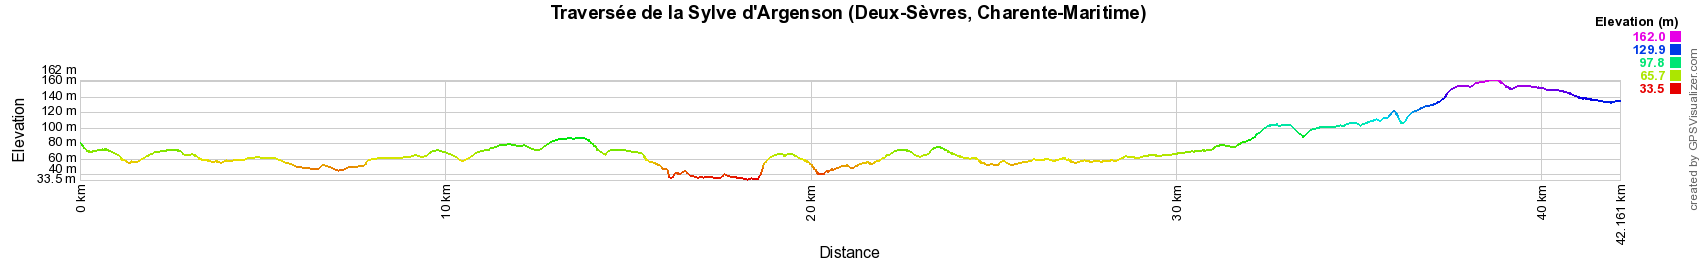 Traversée de la Sylve d'Argenson (Deux-Sèvres, Charente-Maritime)
Elevation (m)
162.0
129.9
97.8
65.7
33.5
created by GPSVisualizer.com
Elevation
162 m
160 m
140 m
120 m
100 m
80 m
60 m
40 m
33.5 m
0 km
10 km
20 km
30 km
40 km
42.161 km
Distance